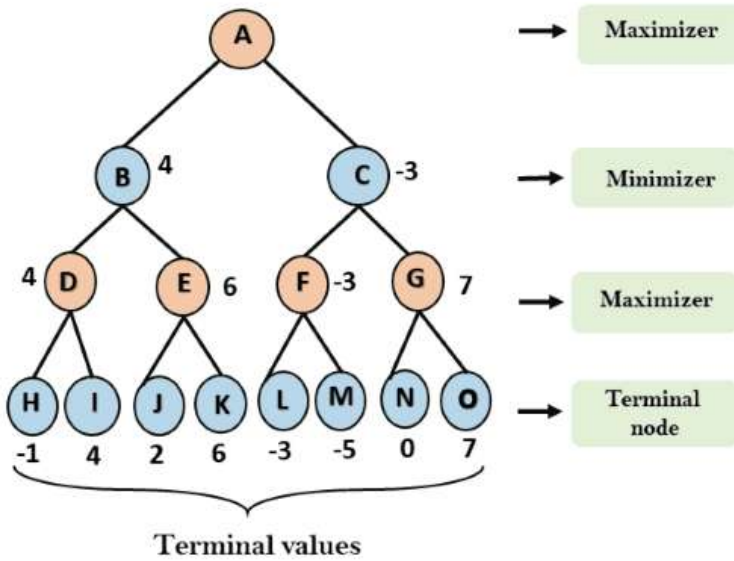 A
Maximizer
B 4 C -3
Minimizer
4 D E 6 F -3 G 7
Maximizer
H I J K L M N O
Terminal
node
-1 4 2 6 -3 -5 0 7
Terminal values